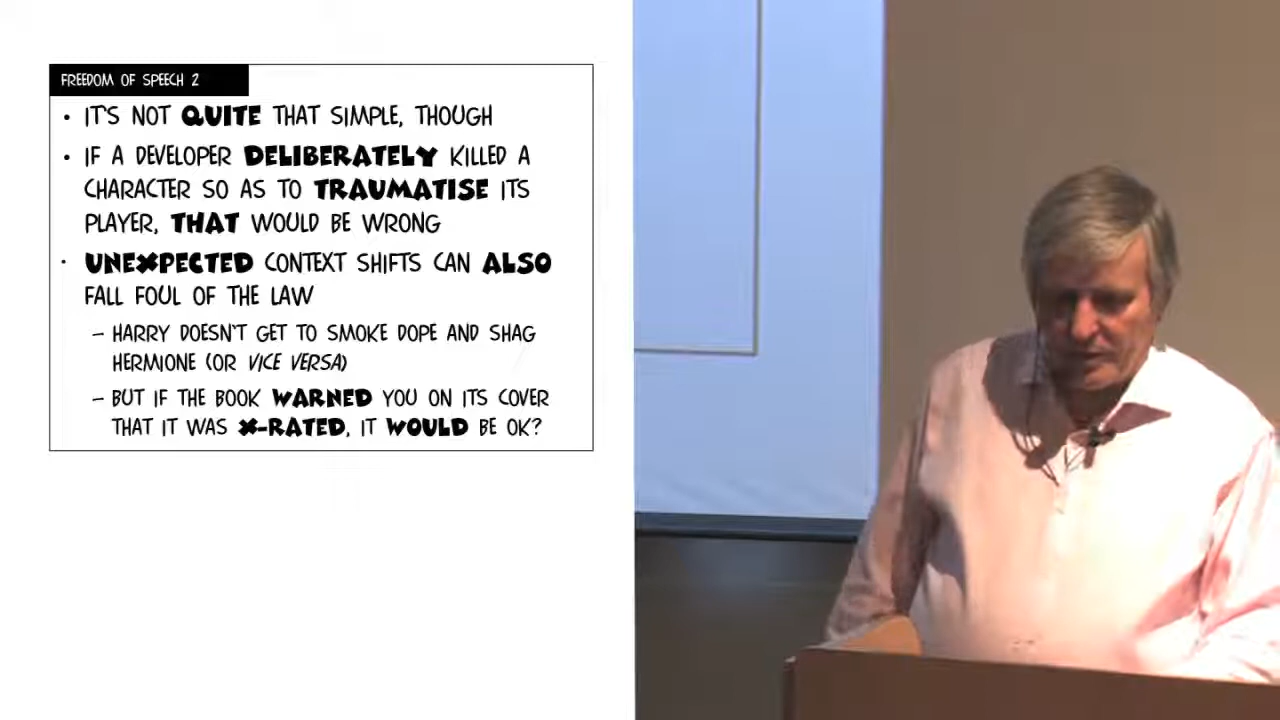 FREEDOM OF SPEECH 2
• IT'S NOT QUITE THAT SIMPLE, THOUGH
• IF A DEVELOPER DELIBERATELY KILLED A
CHARACTER SO AS TO TRAUMATISE ITS
PLAYER, THAT WOULD BE WRONG
• UNEXPECTED CONTEXT SHIFTS CAN ALSO
FALL FOUL OF THE LAW
– HARRY DOESN'T GET TO SMOKE DOPE AND SHAG
HERMIONE (OR VICE VERSA)
– BUT IF THE BOOK WARNED YOU ON ITS COVER
THAT IT WAS X-RATED, IT WOULD BE OK?